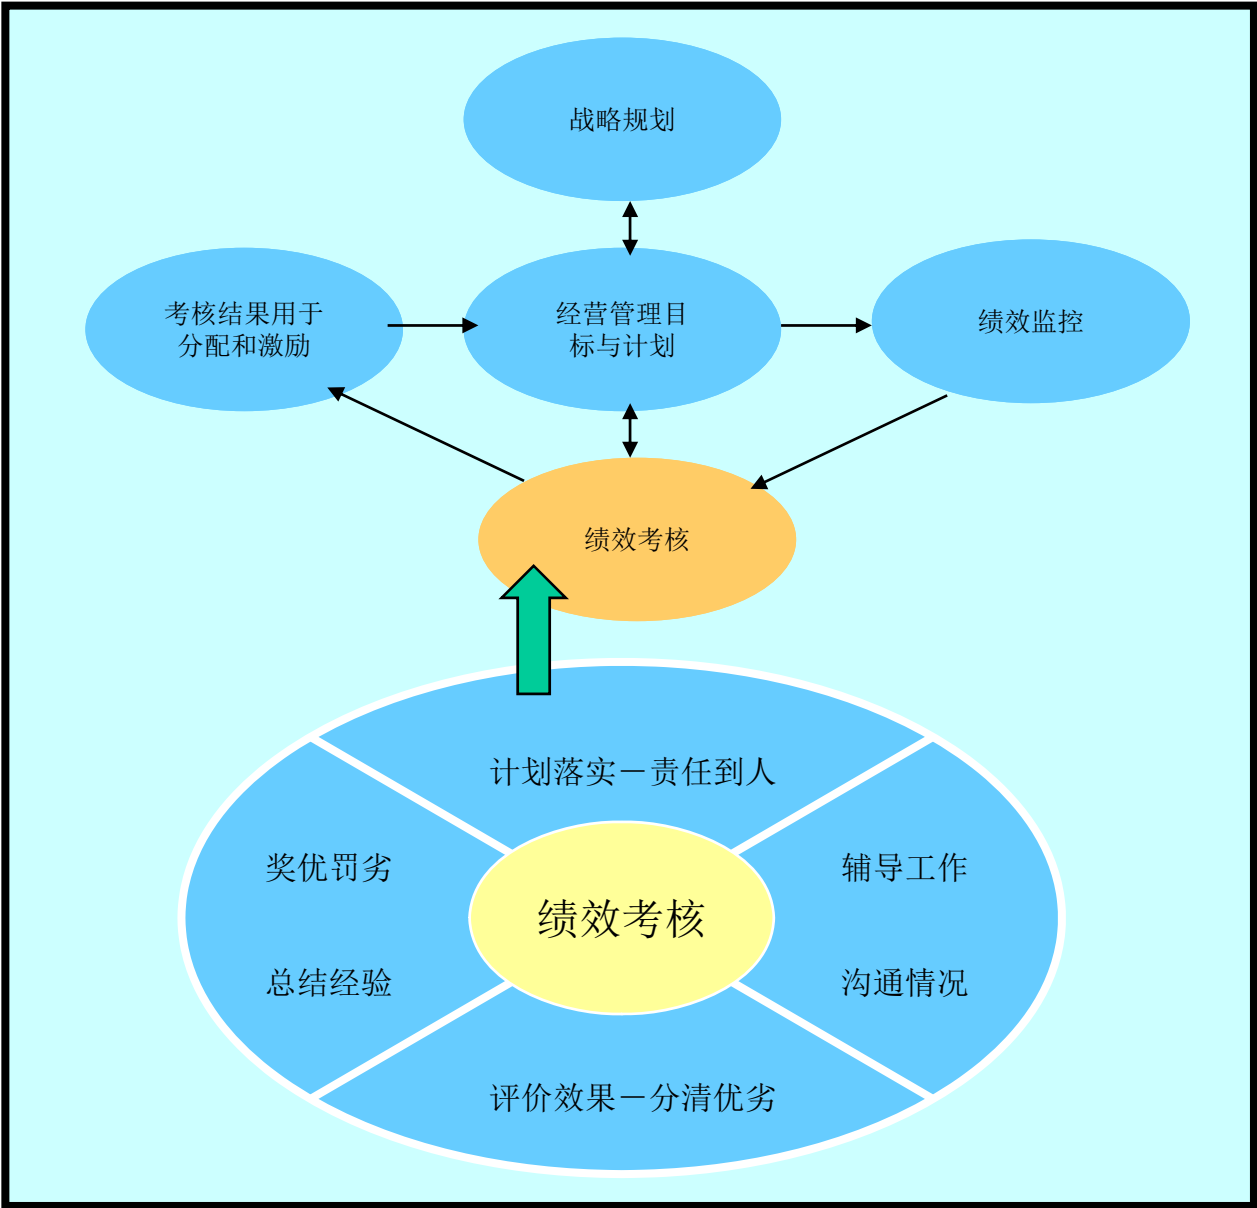 战略规划
考核结果用于
分配和激励
经营管理目
标与计划
绩效监控
绩效考核
计划落实－责任到人
奖优罚劣
辅导工作
绩效考核
总结经验
沟通情况
评价效果－分清优劣